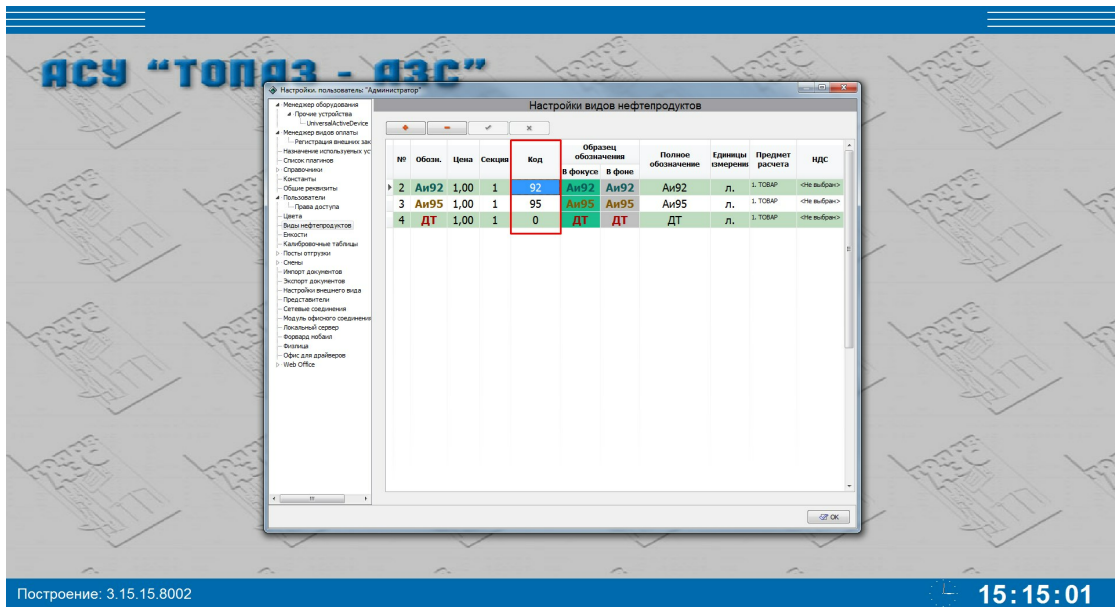 АСУ “ТОПАЗ - АЗС”
Настройки. пользователь: "Администратор"
Менеджер оборудования
Прочие устройства
UniversalActiveDevice
Менеджер видов оплаты
Регистрация внешних зак
Назначение используемых ус
Список плагинов
Справочники
Константы
Общие реквизиты
Пользователи
Права доступа
Цвета
Виды нефтепродуктов
Емкости
Калибровочные таблицы
Посты отгрузки
Смены
Импорт документов
Экспорт документов
Настройки внешнего вида
Представители
Сетевые соединения
Модуль офисного соединения
Локальный сервер
Форвард мобаил
Физлица
Офис для драйверов
Web Office
Настройки видов нефтепродуктов
№ Обозн. Цена Секция Код Образец обозначения Полное обозначение Единицы измерения Предмет расчета НДС
В фокусе В фоне
2 Аи92 1,00 1 92 Аи92 Аи92 Аи92 л. 1. ТОВАР <Не выбран>
3 Аи95 1,00 1 95 Аи95 Аи95 Аи95 л. 1. ТОВАР <Не выбран>
4 ДТ 1,00 1 0 ДТ ДТ ДТ л. 1. ТОВАР <Не выбран>
OK
Построение: 3.15.15.8002
15:15:01